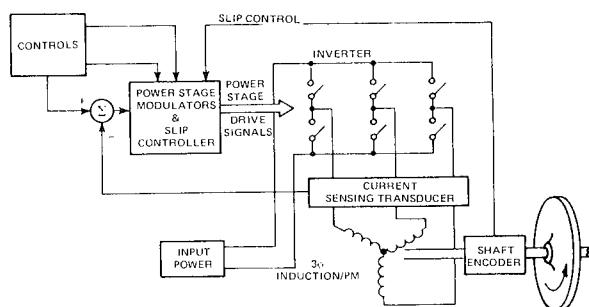 SLIP CONTROL
CONTROLS
INVERTER
POWER STAGE
MODULATORS
&
SLIP
CONTROLLER
POWER
STAGE
DRIVE
SIGNALS
+
Σ
−
CURRENT
SENSING TRANSDUCER
INPUT
POWER
3φ
INDUCTION/PM
SHAFT
ENCODER